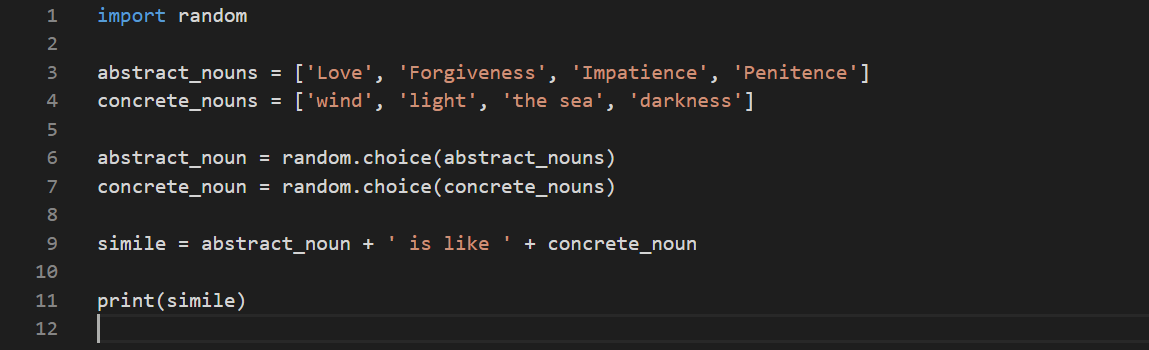 1 import random
2
3 abstract_nouns = ['Love', 'Forgiveness', 'Impatience', 'Penitence']
4 concrete_nouns = ['wind', 'light', 'the sea', 'darkness']
5
6 abstract_noun = random.choice(abstract_nouns)
7 concrete_noun = random.choice(concrete_nouns)
8
9 simile = abstract_noun + ' is like ' + concrete_noun
10
11 print(simile)
12